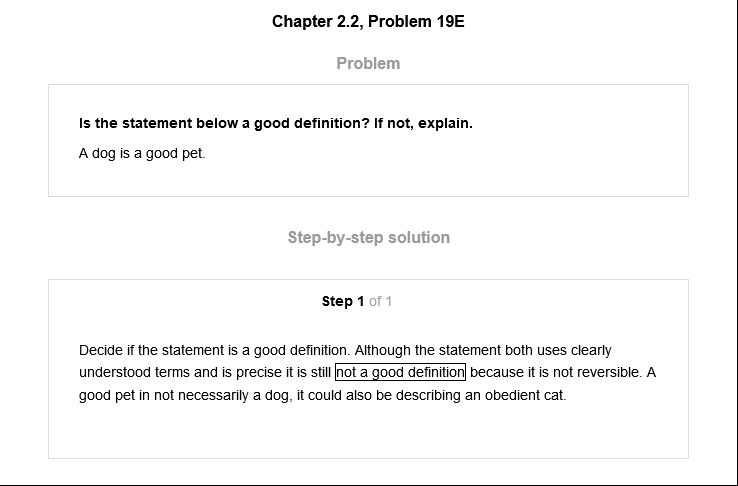 Chapter 2.2, Problem 19E
Problem
Is the statement below a good definition? If not, explain.
A dog is a good pet.
Step-by-step solution
Step 1 of 1
Decide if the statement is a good definition. Although the statement both uses clearly
understood terms and is precise it is still not a good definition because it is not reversible. A
good pet in not necessarily a dog, it could also be describing an obedient cat.